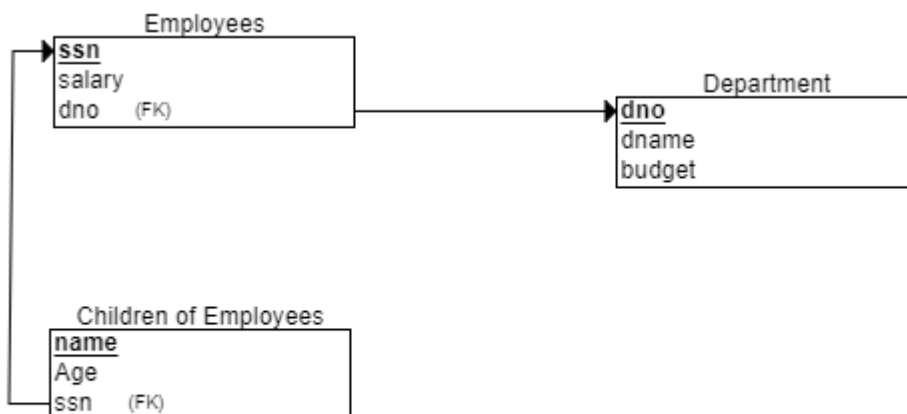 Employees
ssn
salary
dno (FK)
Department
dno
dname
budget
Children of Employees
name
Age
ssn (FK)